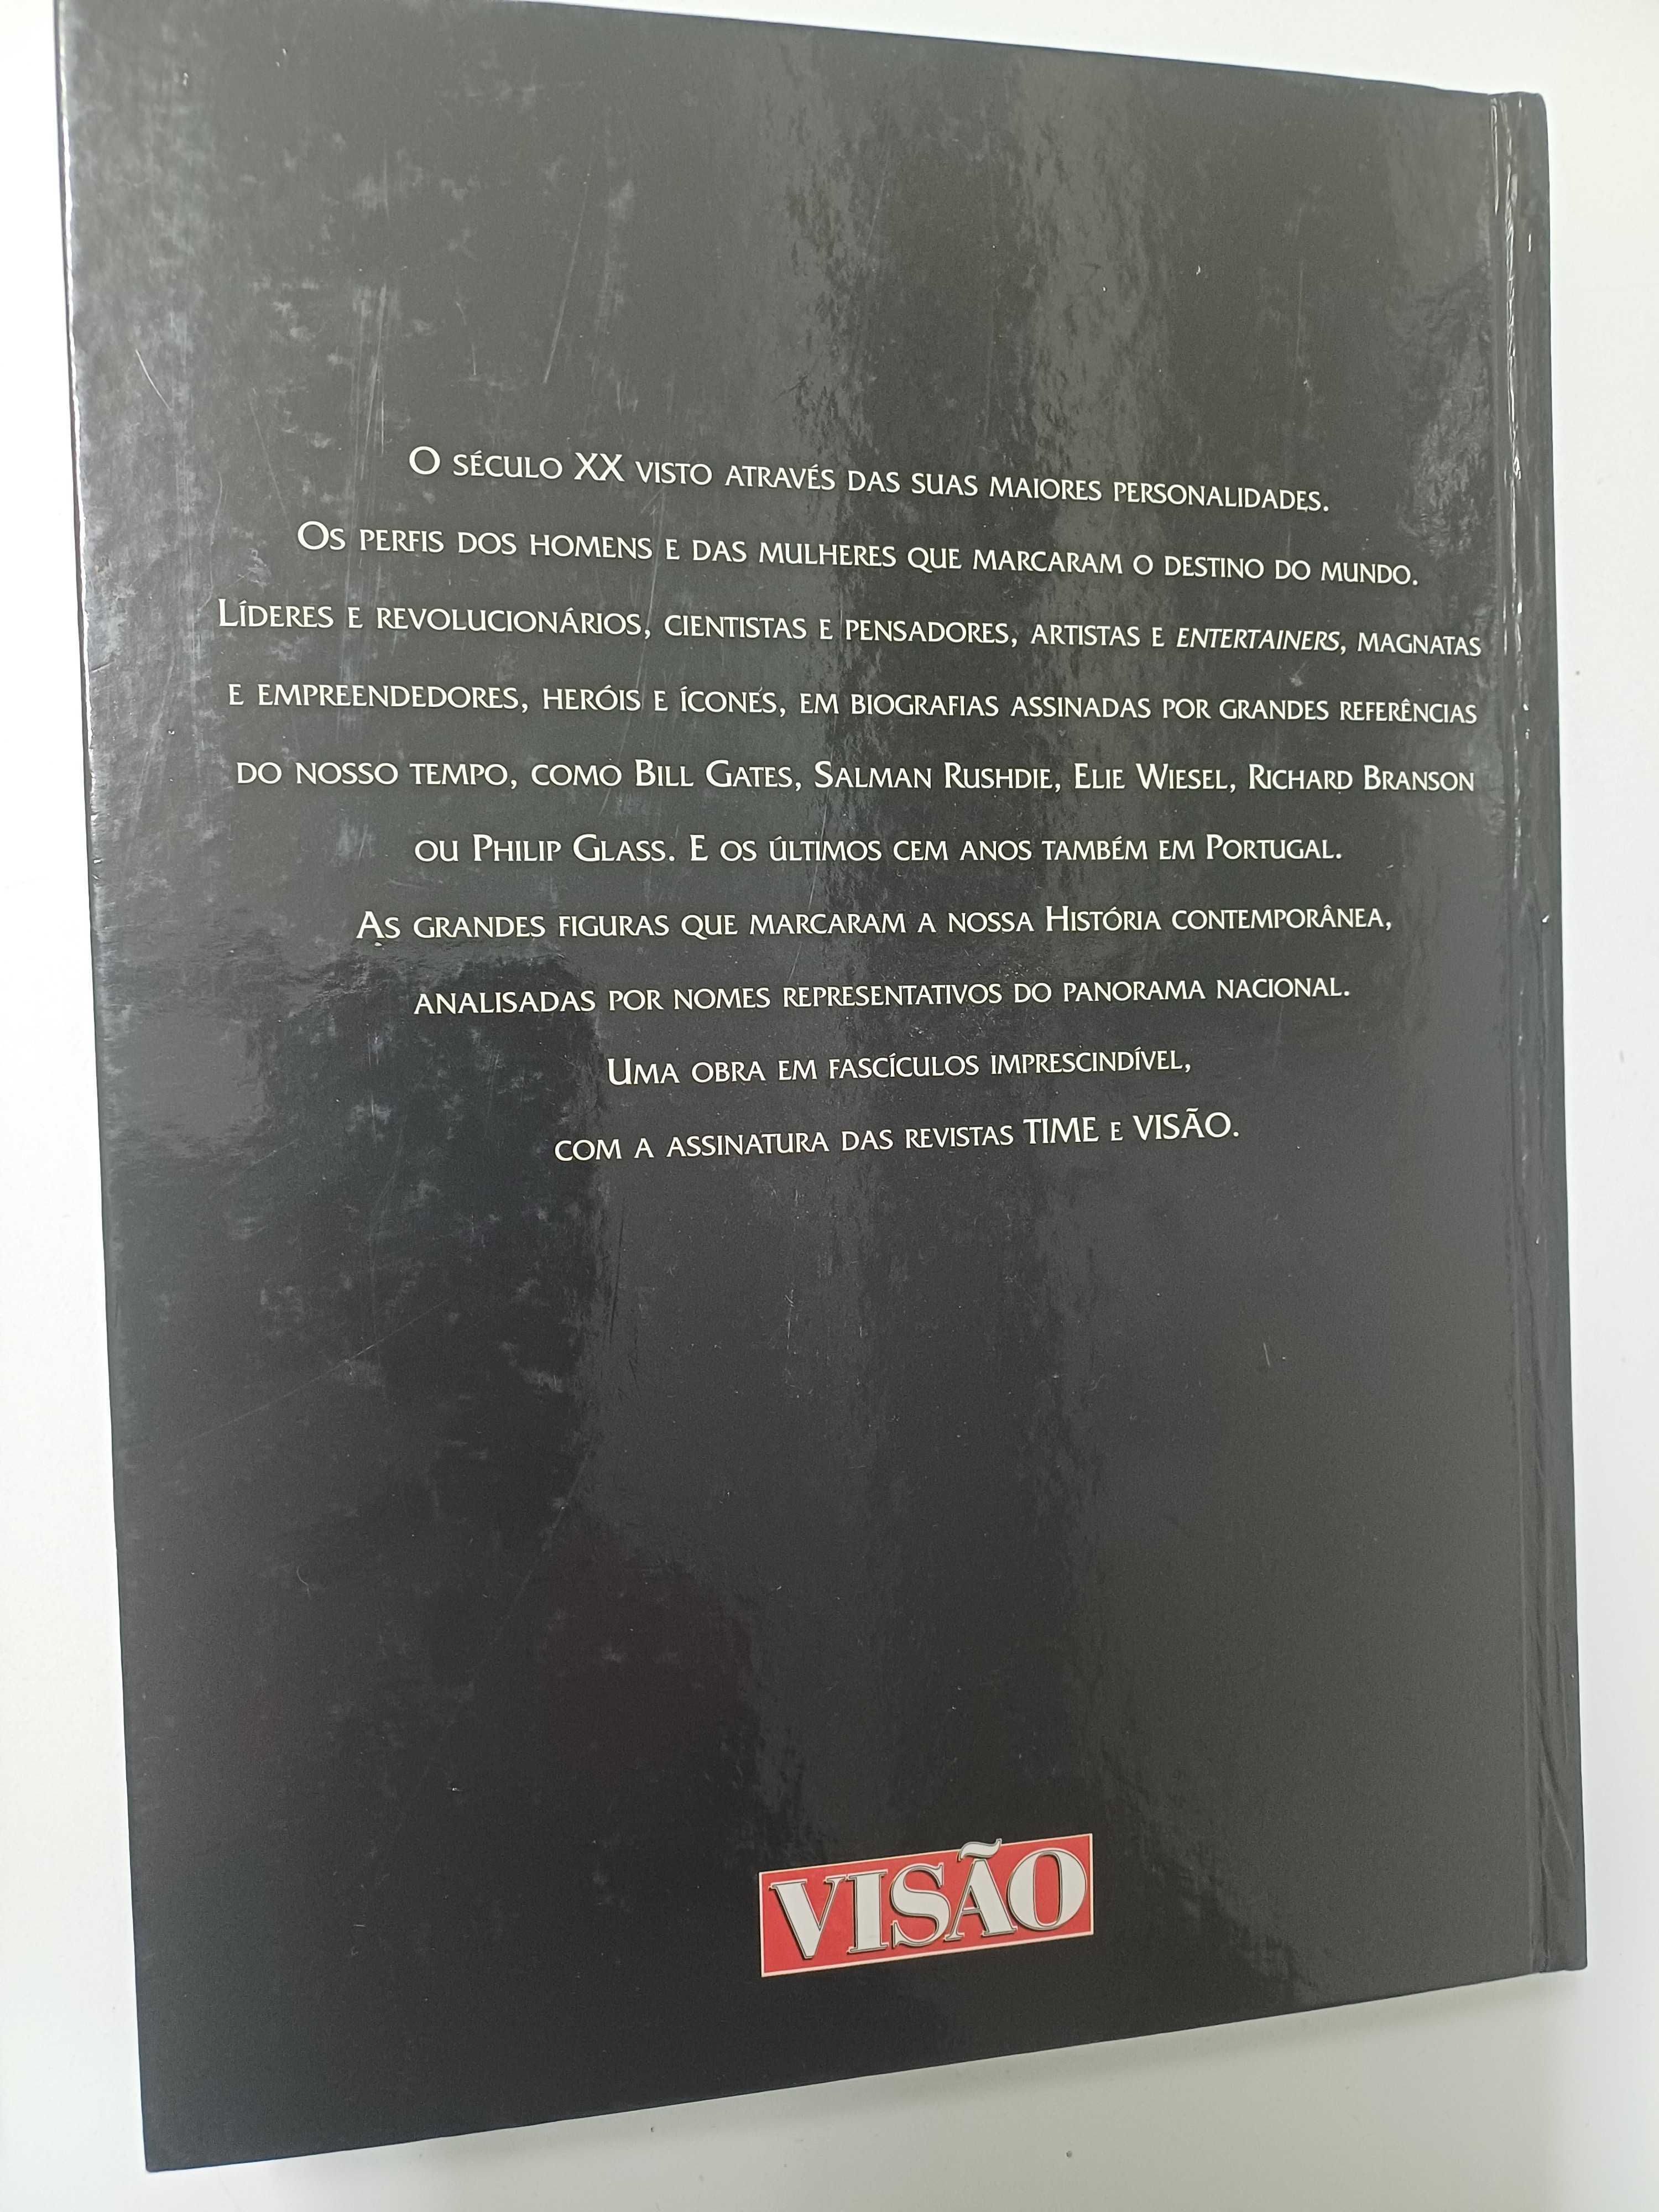 O SÉCULO XX VISTO ATRAVÉS DAS SUAS MAIORES PERSONALIDADES.
OS PERFIS DOS HOMENS E DAS MULHERES QUE MARCARAM O DESTINO DO MUNDO.
LÍDERES E REVOLUCIONÁRIOS, CIENTISTAS E PENSADORES, ARTISTAS E ENTERTAINERS, MAGNATAS
E EMPREENDEDORES, HERÓIS E ÍCONES, EM BIOGRAFIAS ASSINADAS POR GRANDES REFERÊNCIAS
DO NOSSO TEMPO, COMO BILL GATES, SALMAN RUSHDIE, ELIE WIESEL, RICHARD BRANSON
OU PHILIP GLASS. E OS ÚLTIMOS CEM ANOS TAMBÉM EM PORTUGAL.
AS GRANDES FIGURAS QUE MARCARAM A NOSSA HISTÓRIA CONTEMPORÂNEA,
ANALISADAS POR NOMES REPRESENTATIVOS DO PANORAMA NACIONAL.
UMA OBRA EM FASCÍCULOS IMPRESCINDÍVEL,
COM A ASSINATURA DAS REVISTAS TIME E VISÃO.
VISÃO